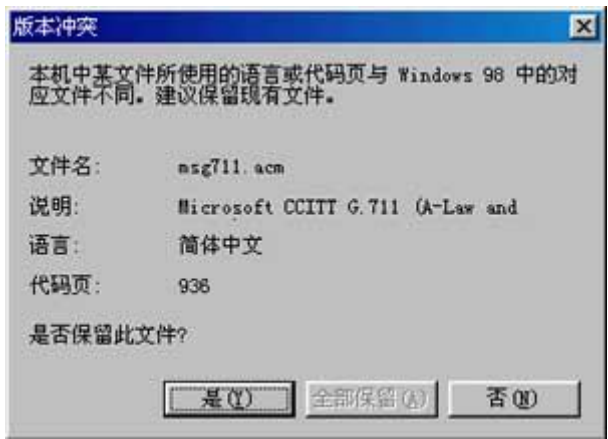 版本冲突
本机中某文件所使用的语言或代码页与 Windows 98 中的对
应文件不同。建议保留现有文件。
文件名: msg711.acm
说明: Microsoft CCITT G.711 (A-Law and
语言: 简体中文
代码页: 936
是否保留此文件?
是(Y) 全部保留(A) 否(N)